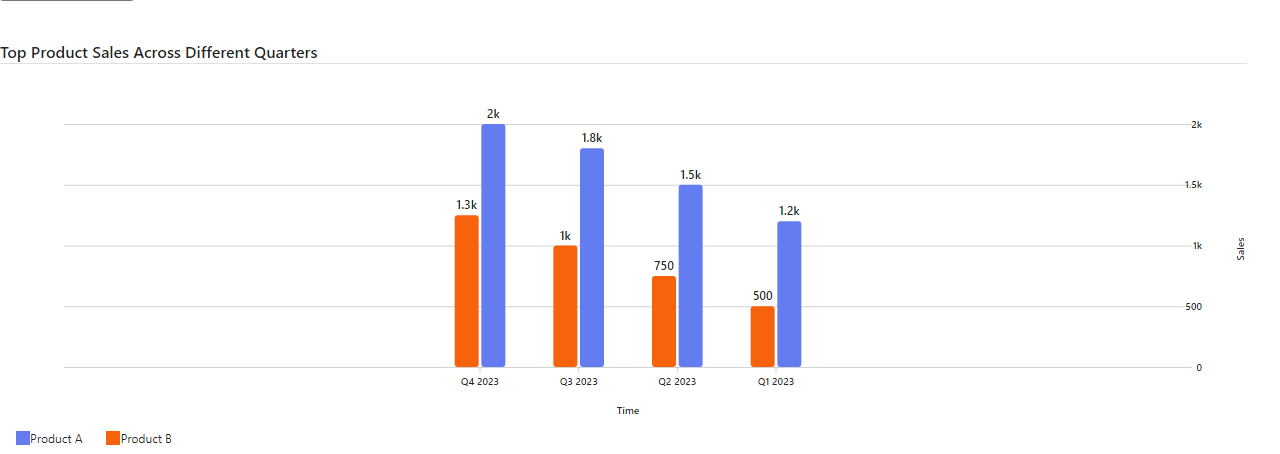 Top Product Sales Across Different Quarters
2k
1.8k
1.5k
1.2k
1.3k
1k
750
500
2k
1.5k
1k
500
0
Sales
Q4 2023 Q3 2023 Q2 2023 Q1 2023
Time
Product A Product B